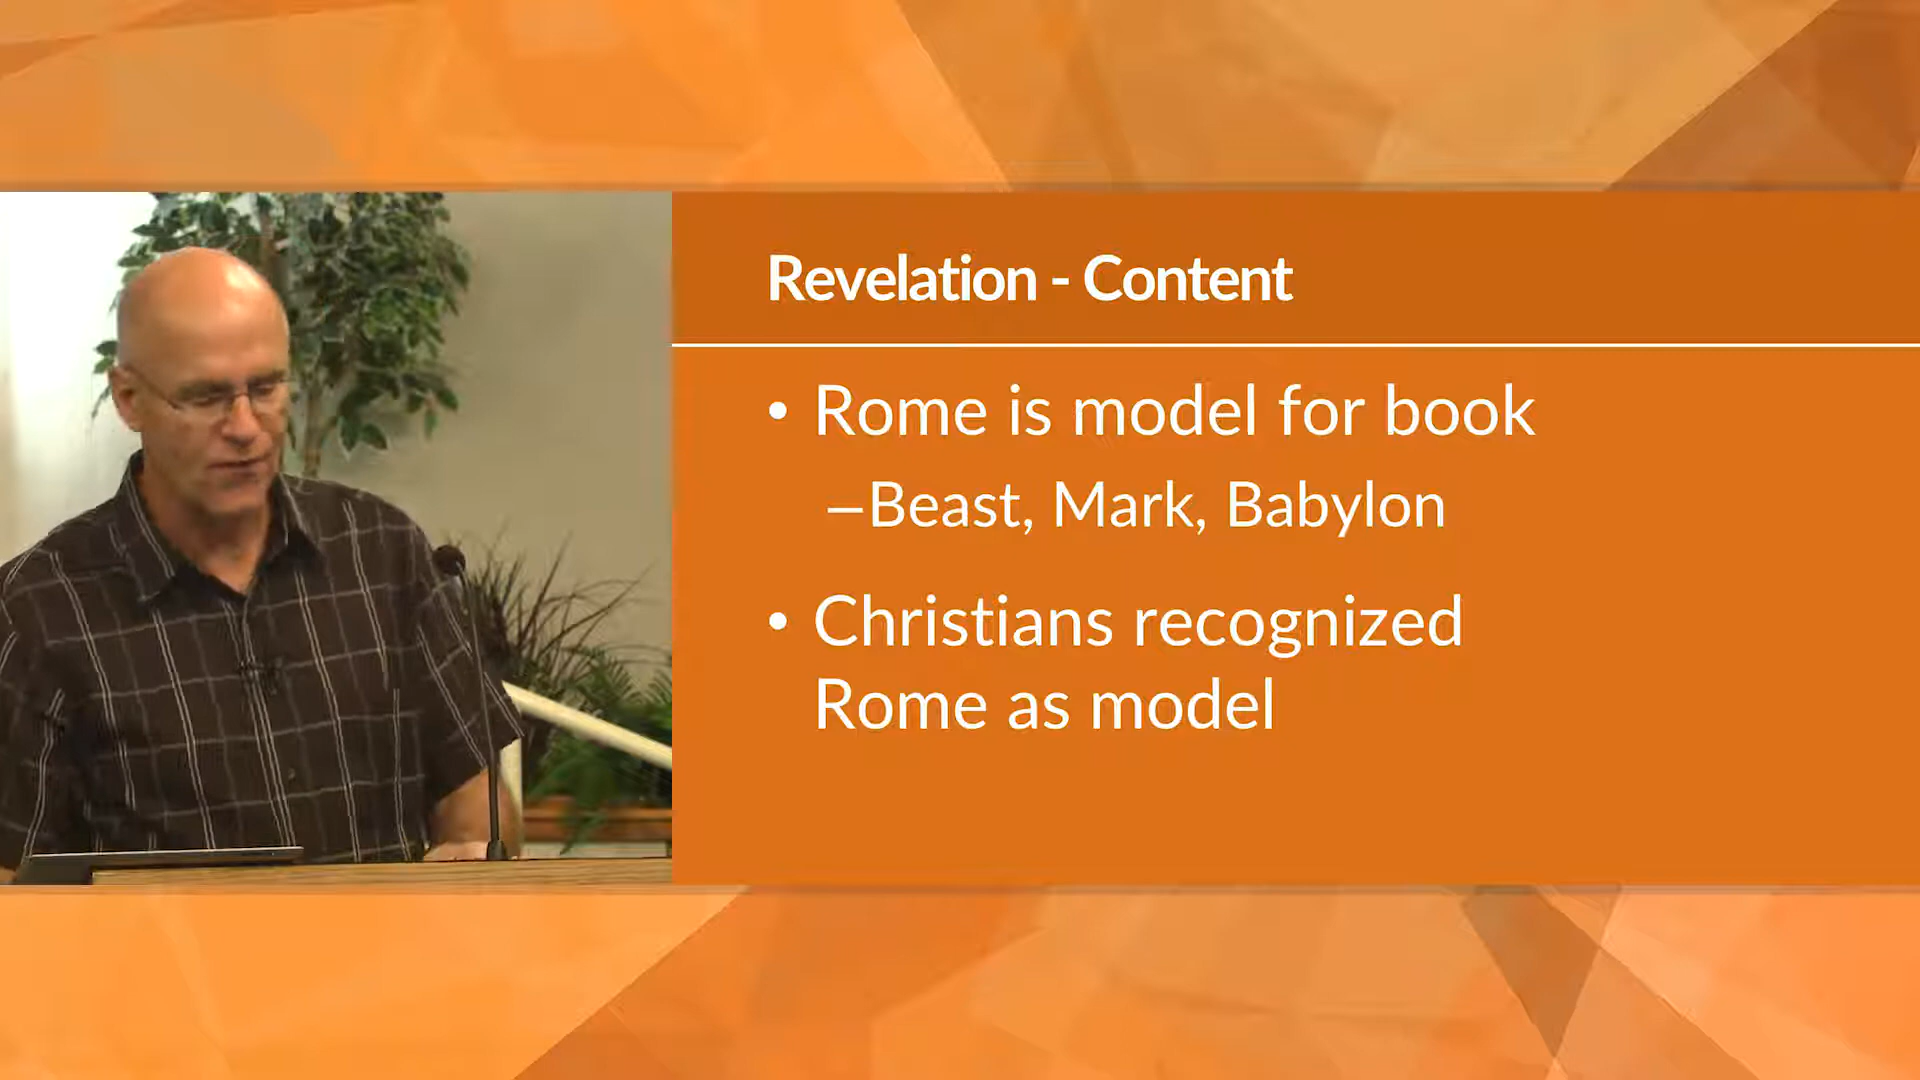 Revelation - Content
• Rome is model for book
–Beast, Mark, Babylon
• Christians recognized
Rome as model